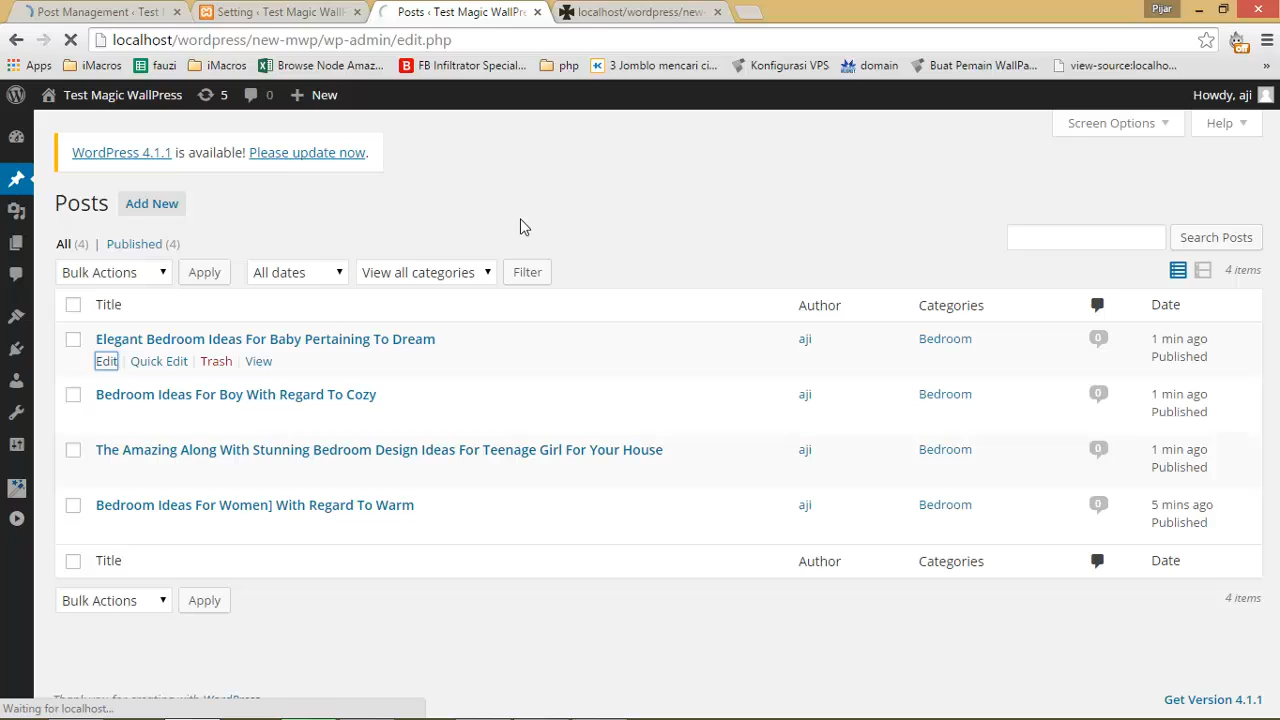 Post Management ‹ Test
Setting ‹ Test Magic Wall
Posts ‹ Test Magic WallPre
localhost/wordpress/new-
Pijar
localhost/wordpress/new-mwp/wp-admin/edit.php
off
Apps iMacros fauzi iMacros Browse Node Amaz... FB Infiltrator Special... php 3 Jomblo mencari ci... Konfigurasi VPS domain Buat Pemain WallPa... view-source:localho... »
Test Magic WallPress 5 0 + New Howdy, aji
Screen Options Help
WordPress 4.1.1 is available! Please update now.
Posts Add New
All (4) | Published (4)
Search Posts
Bulk Actions Apply All dates View all categories Filter 4 items
Title Author Categories Date
Elegant Bedroom Ideas For Baby Pertaining To Dream aji Bedroom 0 1 min ago
Edit | Quick Edit | Trash | View Published
Bedroom Ideas For Boy With Regard To Cozy aji Bedroom 0 1 min ago
Published
The Amazing Along With Stunning Bedroom Design Ideas For Teenage Girl For Your House aji Bedroom 0 1 min ago
Published
Bedroom Ideas For Women] With Regard To Warm aji Bedroom 0 5 mins ago
Published
Title Author Categories Date
Bulk Actions Apply 4 items
Thank you for creating with WordPress. Get Version 4.1.1
Waiting for localhost...